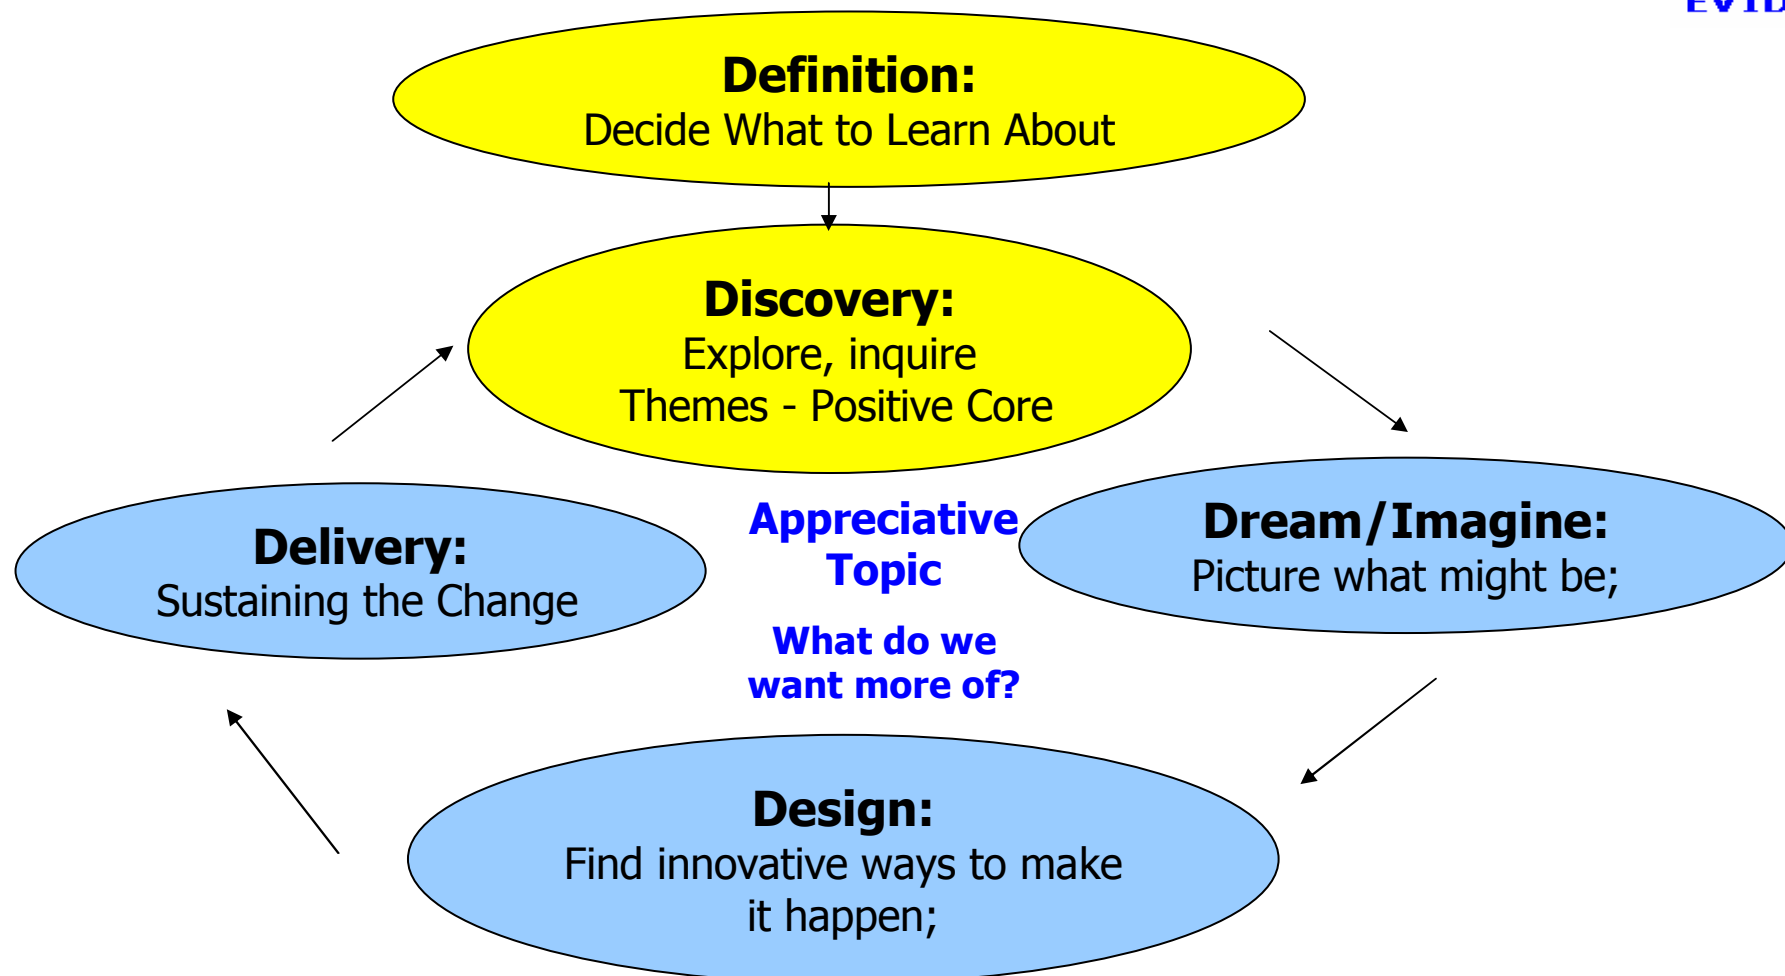 Definition:
Decide What to Learn About
Discovery:
Explore, inquire
Themes - Positive Core
Delivery:
Sustaining the Change
Appreciative
Topic
What do we
want more of?
Dream/Imagine:
Picture what might be;
Design:
Find innovative ways to make
it happen;